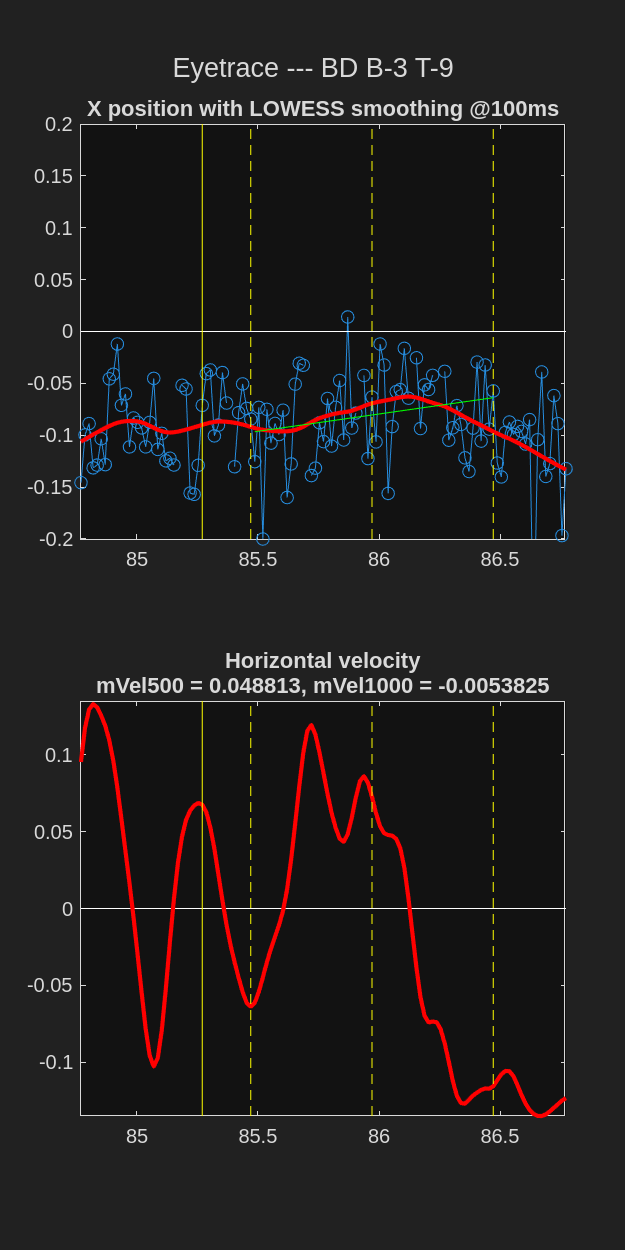 Eyetrace --- BD B-3 T-9
X position with LOWESS smoothing @100ms
0.2
0.15
0.1
0.05
0
-0.05
-0.1
-0.15
-0.2
85 85.5 86 86.5
Horizontal velocity
mVel500 = 0.048813, mVel1000 = -0.0053825
0.1
0.05
0
-0.05
-0.1
85 85.5 86 86.5